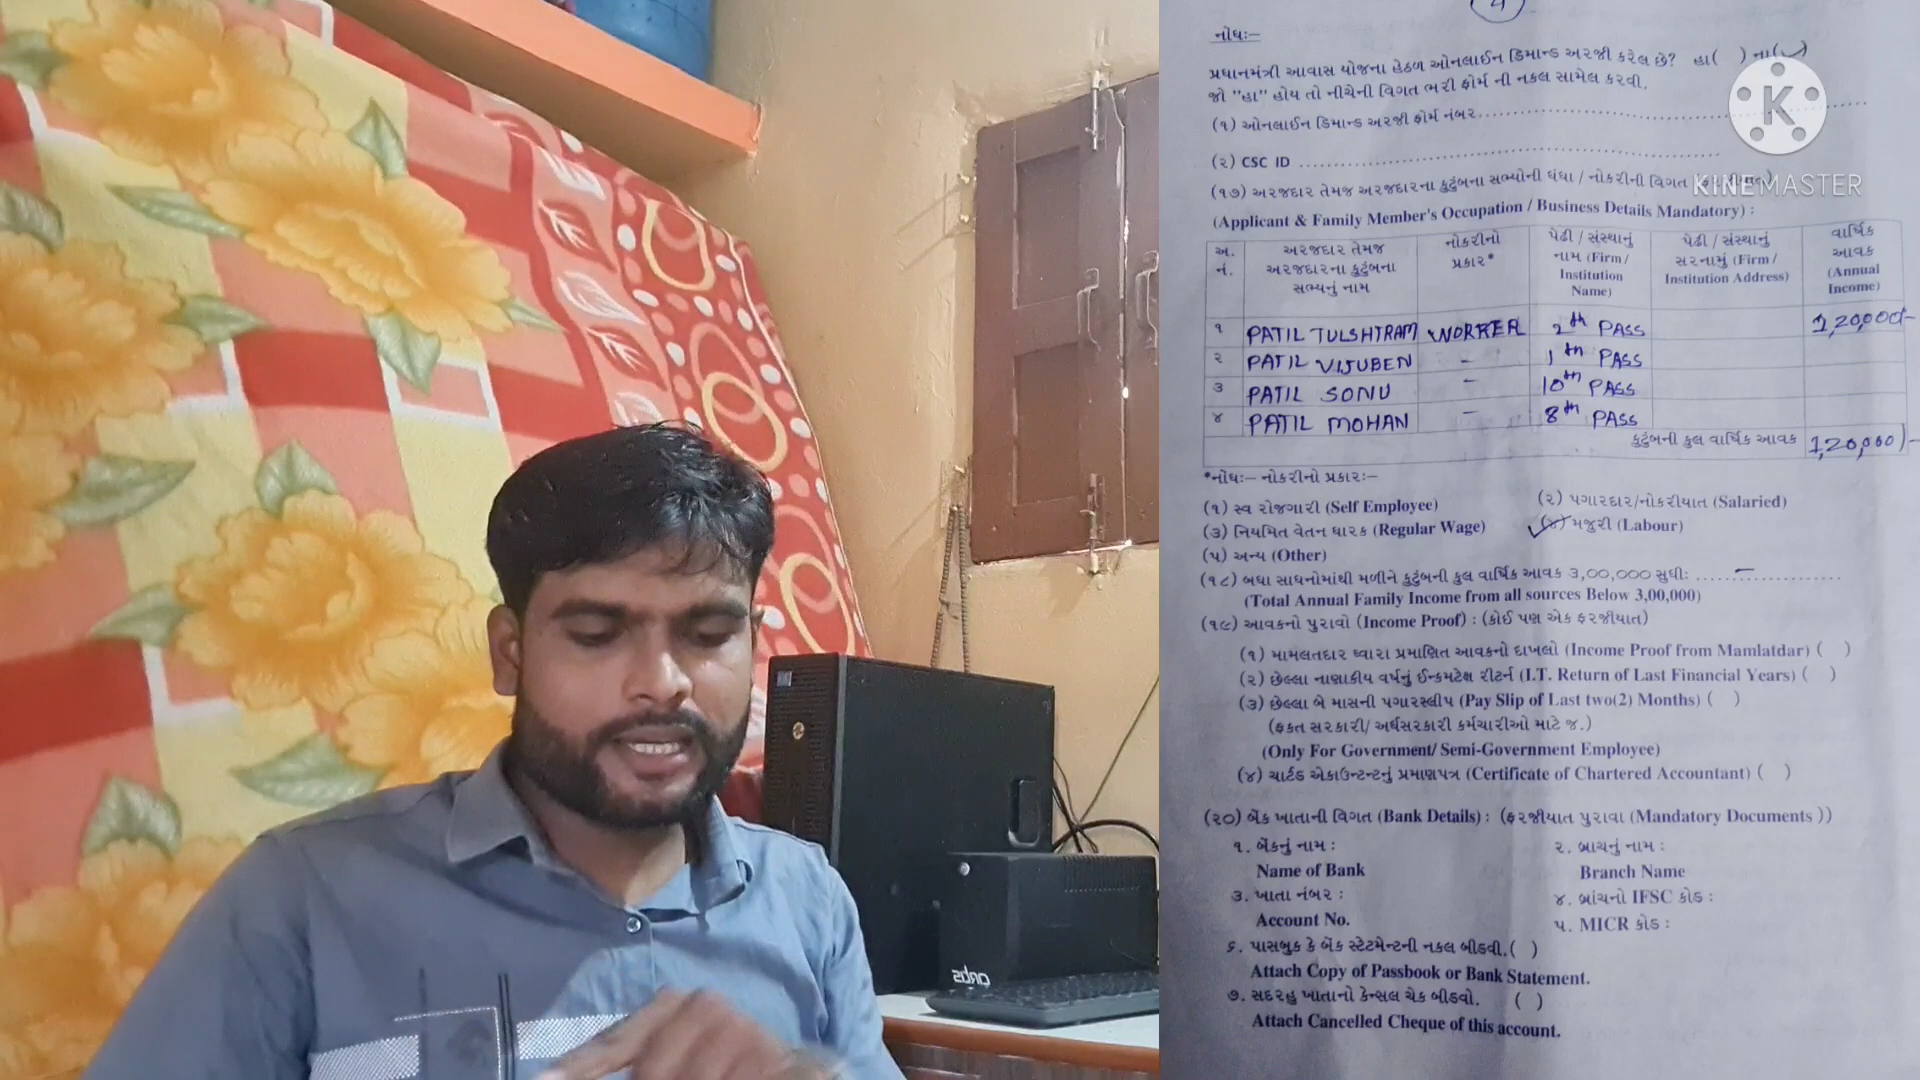 4
નોંધઃ—
પ્રધાનમંત્રી આવાસ યોજના હેઠળ ઓનલાઈન ડિમાન્ડ અરજી કરેલ છે? હા( ) ના(✓)
જો "હા" હોય તો નીચેની વિગત ભરી ફોર્મ ની નકલ સામેલ કરવી.
(૧) ઓનલાઈન ડિમાન્ડ અરજી ફોર્મ નંબર
(૨) CSC ID
(૧૭) અરજદાર તેમજ અરજદારના કુટુંબના સભ્યોની ધંધા / નોકરીની વિગત
K
KINEMASTER
(Applicant & Family Member's Occupation / Business Details Mandatory) :
અ. નં. અરજદાર તેમજ અરજદારના કુટુંબના સભ્યનું નામ નોકરીનો પ્રકાર* પેઢી / સંસ્થાનું નામ (Firm / Institution Name) પેઢી / સંસ્થાનું સરનામું (Firm / Institution Address) વાર્ષિક આવક (Annual Income)
૧ PATIL TULSHIRAM WORKER 2th PASS 1,20,000/-
૨ PATIL VIJUBEN - 1th PASS
૩ PATIL SONU - 10th PASS
૪ PATIL MOHAN - 8th PASS
કુટુંબની કુલ વાર્ષિક આવક 1,20,000/-
*નોંધઃ— નોકરીનો પ્રકારઃ—
(૧) સ્વ રોજગારી (Self Employee) (૨) પગારદાર/નોકરીયાત (Salaried)
(૩) નિયમિત વેતન ધારક (Regular Wage) ✓(૪) મજુરી (Labour)
(૫) અન્ય (Other)
(૧૮) બધા સાધનોમાંથી મળીને કુટુંબની કુલ વાર્ષિક આવક ૩,૦૦,૦૦૦ સુધીઃ -
(Total Annual Family Income from all sources Below 3,00,000)
(૧૯) આવકનો પુરાવો (Income Proof) : (કોઈ પણ એક ફરજીયાત)
(૧) મામલતદાર ધ્વારા પ્રમાણિત આવકનો દાખલો (Income Proof from Mamlatdar) ( )
(૨) છેલ્લા નાણાકીય વર્ષનું ઈન્કમટેક્ષ રીટર્ન (I.T. Return of Last Financial Years) ( )
(૩) છેલ્લા બે માસની પગારસ્લીપ (Pay Slip of Last two(2) Months) ( )
(ફકત સરકારી/ અર્ધસરકારી કર્મચારીઓ માટે જ.)
(Only For Government/ Semi-Government Employee)
(૪) ચાર્ટડ એકાઉન્ટન્ટનું પ્રમાણપત્ર (Certificate of Chartered Accountant) ( )
(૨૦) બેંક ખાતાની વિગત (Bank Details) : (ફરજીયાત પુરાવા (Mandatory Documents ))
૧. બેંકનું નામ : ૨. બ્રાચનું નામ :
Name of Bank Branch Name
૩. ખાતા નંબર : ૪. બ્રાંચનો IFSC કોડ :
Account No. ૫. MICR કોડ :
૬. પાસબુક કે બેંક સ્ટેટમેન્ટની નકલ બીડવી.( )
Attach Copy of Passbook or Bank Statement.
૭. સદરહુ ખાતાનો કેન્સલ ચેક બીડવો. ( )
Attach Cancelled Cheque of this account.